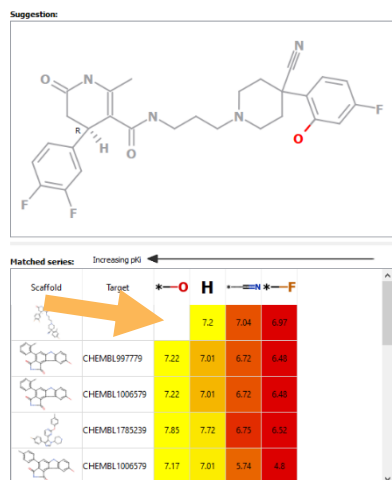 Suggestion:
N
O
N
R
H
O
N
N
O
F
F
F
Matched series: Increasing pKi
Scaffold Target *—O H *—≡N *—F
7.2 7.04 6.97
CHEMBL997779 7.22 7.01 6.72 6.48
CHEMBL1006579 7.22 7.01 6.72 6.48
CHEMBL1785239 7.85 7.72 6.75 6.52
CHEMBL1006579 7.17 7.01 5.74 4.8